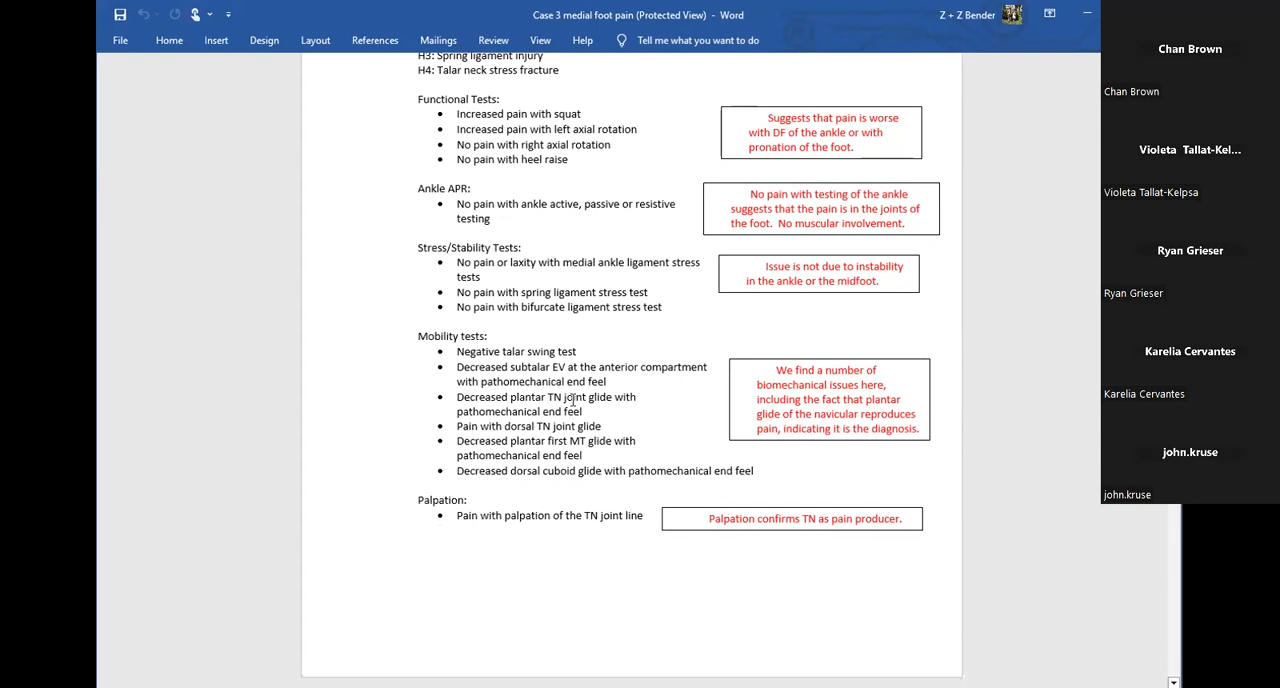 Case 3 medial foot pain (Protected View) - Word
Z + Z Bender
File Home Insert Design Layout References Mailings Review View Help Tell me what you want to do
H3: Spring ligament injury
H4: Talar neck stress fracture
Functional Tests:
• Increased pain with squat
• Increased pain with left axial rotation
• No pain with right axial rotation
• No pain with heel raise
Suggests that pain is worse
with DF of the ankle or with
pronation of the foot.
Ankle APR:
• No pain with ankle active, passive or resistive
testing
No pain with testing of the ankle
suggests that the pain is in the joints of
the foot. No muscular involvement.
Stress/Stability Tests:
• No pain or laxity with medial ankle ligament stress
tests
• No pain with spring ligament stress test
• No pain with bifurcate ligament stress test
Issue is not due to instability
in the ankle or the midfoot.
Mobility tests:
• Negative talar swing test
• Decreased subtalar EV at the anterior compartment
with pathomechanical end feel
• Decreased plantar TN joint glide with
pathomechanical end feel
• Pain with dorsal TN joint glide
• Decreased plantar first MT glide with
pathomechanical end feel
• Decreased dorsal cuboid glide with pathomechanical end feel
We find a number of
biomechanical issues here,
including the fact that plantar
glide of the navicular reproduces
pain, indicating it is the diagnosis.
Palpation:
• Pain with palpation of the TN joint line
Palpation confirms TN as pain producer.
Chan Brown
Chan Brown
Violeta Tallat-Kel...
Violeta Tallat-Kelpsa
Ryan Grieser
Ryan Grieser
Karelia Cervantes
Karelia Cervantes
john.kruse
john.kruse